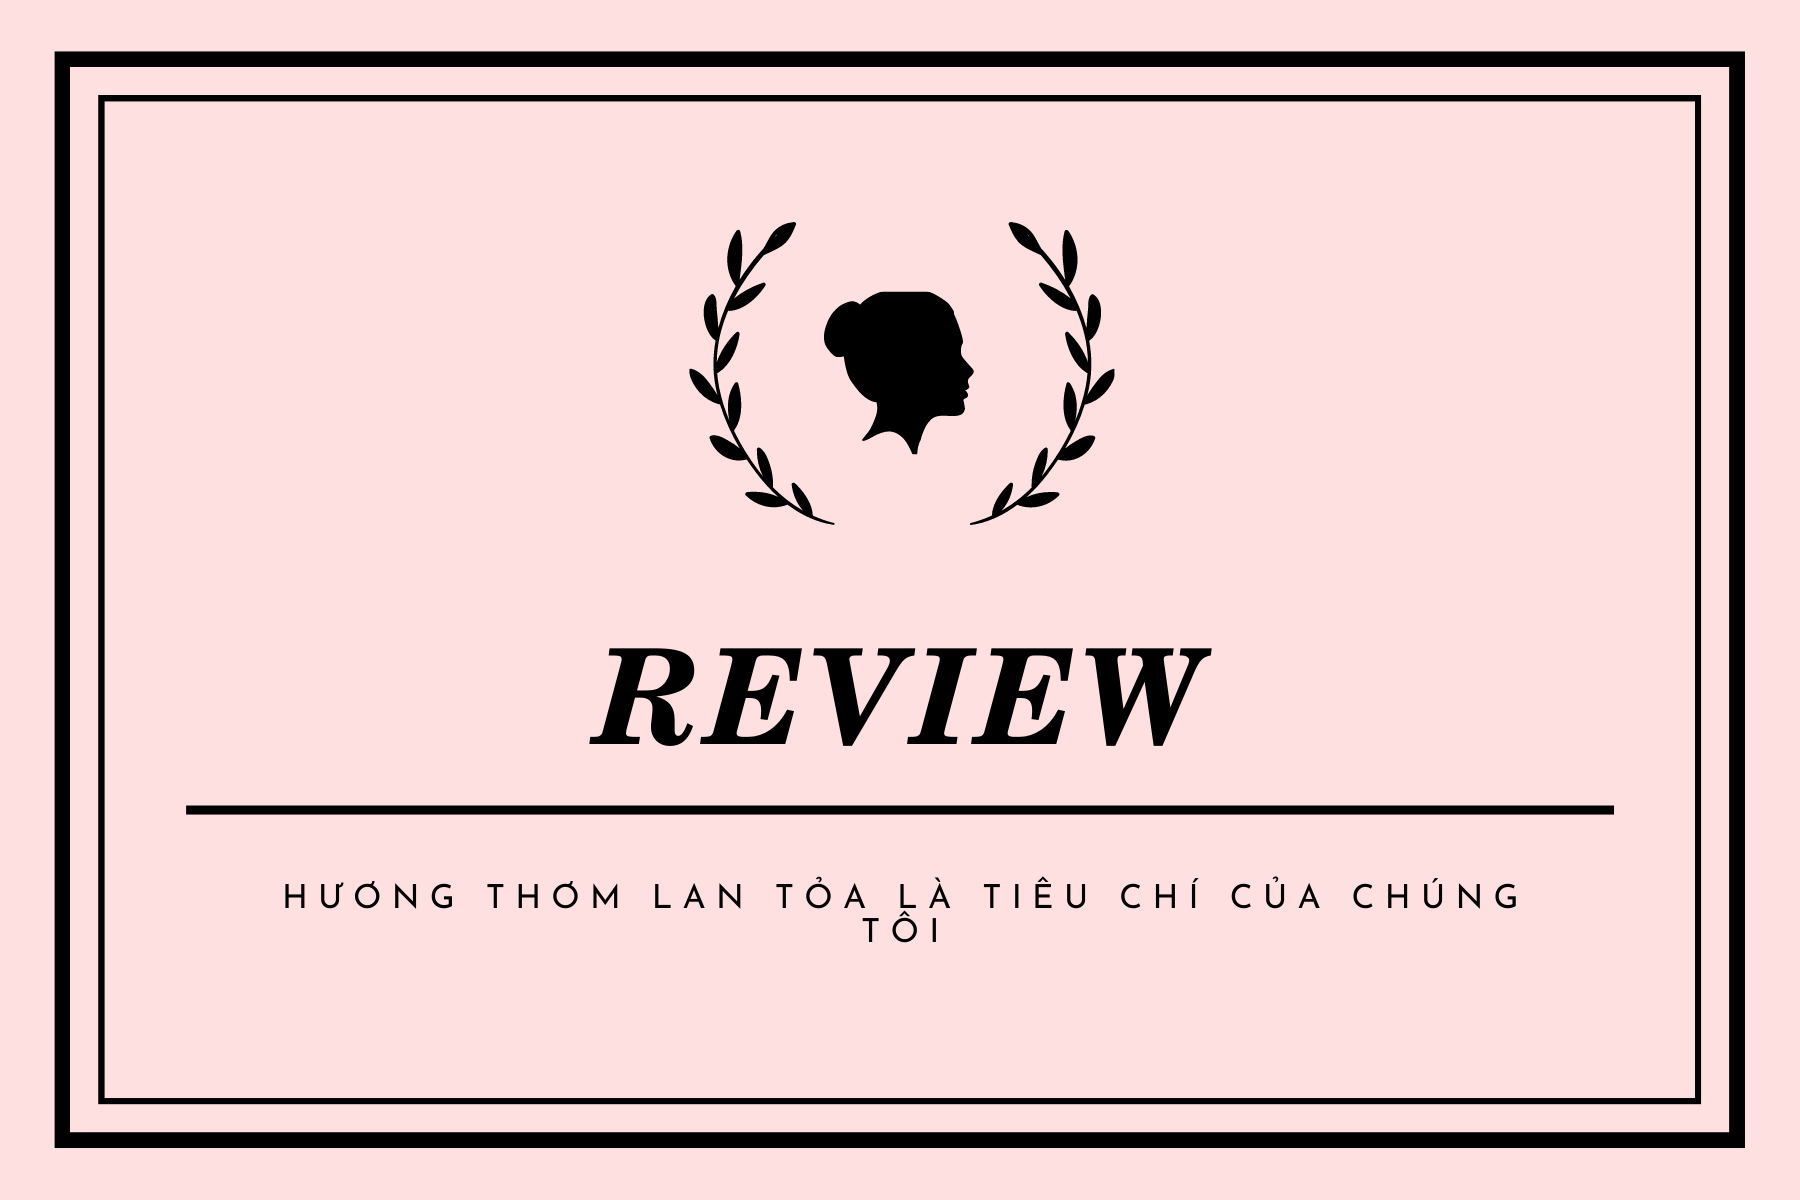 REVIEW
HƯƠNG THƠM LAN TỎA LÀ TIÊU CHÍ CỦA CHÚNG
TÔI